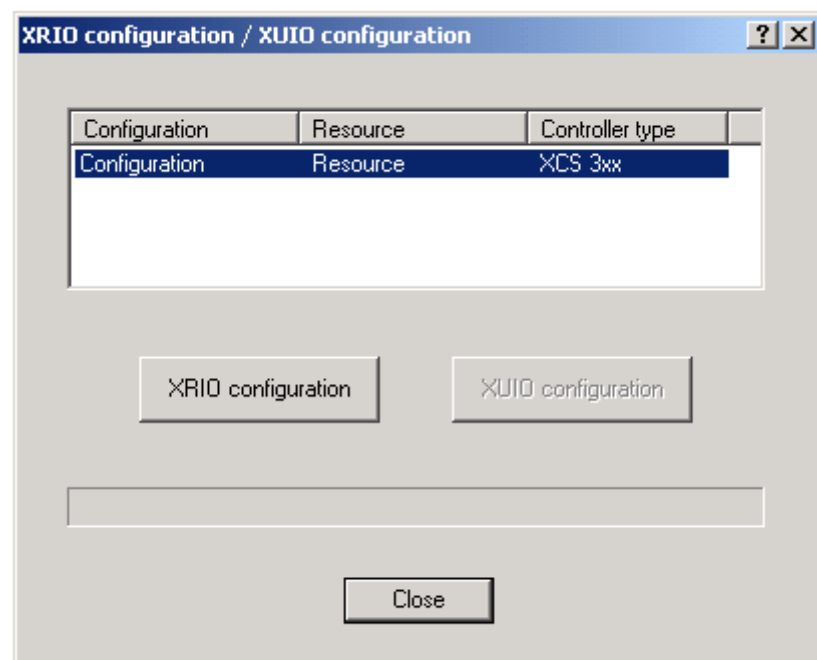 XRIO configuration / XUIO configuration
Configuration Resource Controller type
Configuration Resource XCS 3xx
XRIO configuration XUIO configuration
Close